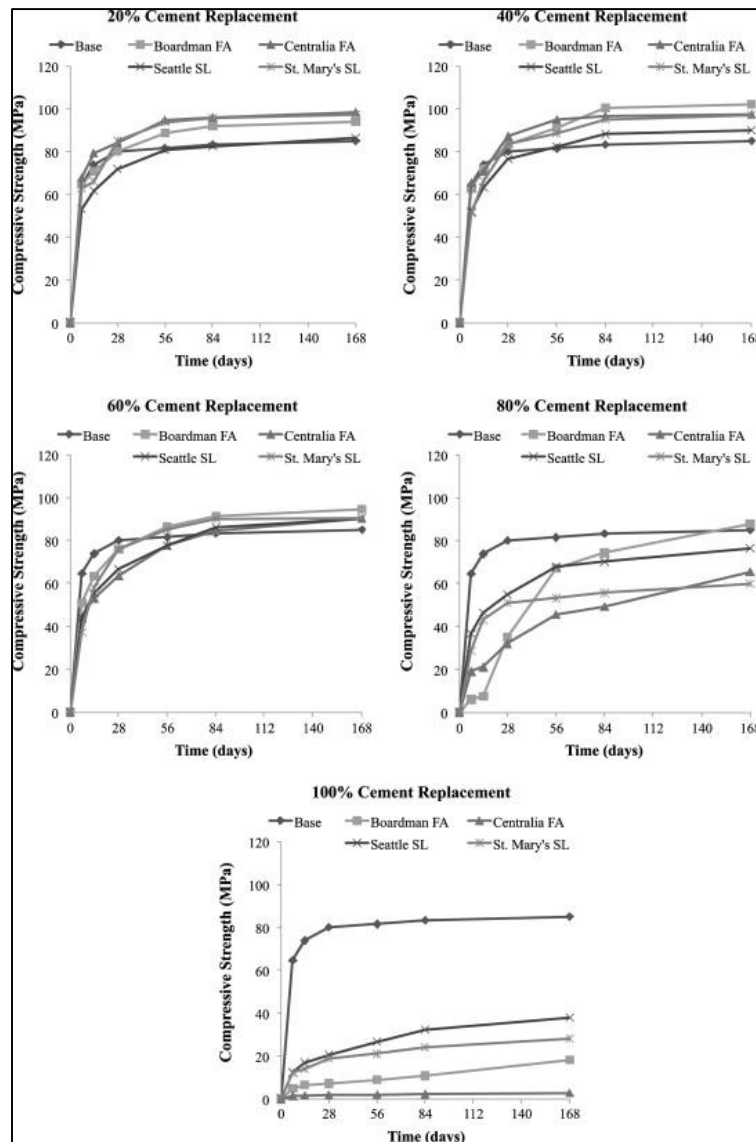 20% Cement Replacement
Base Boardman FA Centralia FA
Seattle SL St. Mary's SL
Compressive Strength (MPa)
120
100
80
60
40
20
0
0 28 56 84 112 140 168
Time (days)
40% Cement Replacement
Base Boardman FA Centralia FA
Seattle SL St. Mary's SL
Compressive Strength (MPa)
120
100
80
60
40
20
0
0 28 56 84 112 140 168
Time (days)
60% Cement Replacement
Base Boardman FA Centralia FA
Seattle SL St. Mary's SL
Compressive Strength (MPa)
120
100
80
60
40
20
0
0 28 56 84 112 140 168
Time (days)
80% Cement Replacement
Base Boardman FA Centralia FA
Seattle SL St. Mary's SL
Compressive Strength (MPa)
120
100
80
60
40
20
0
0 28 56 84 112 140 168
Time (days)
100% Cement Replacement
Base Boardman FA Centralia FA
Seattle SL St. Mary's SL
Compressive Strength (MPa)
120
100
80
60
40
20
0
0 28 56 84 112 140 168
Time (days)